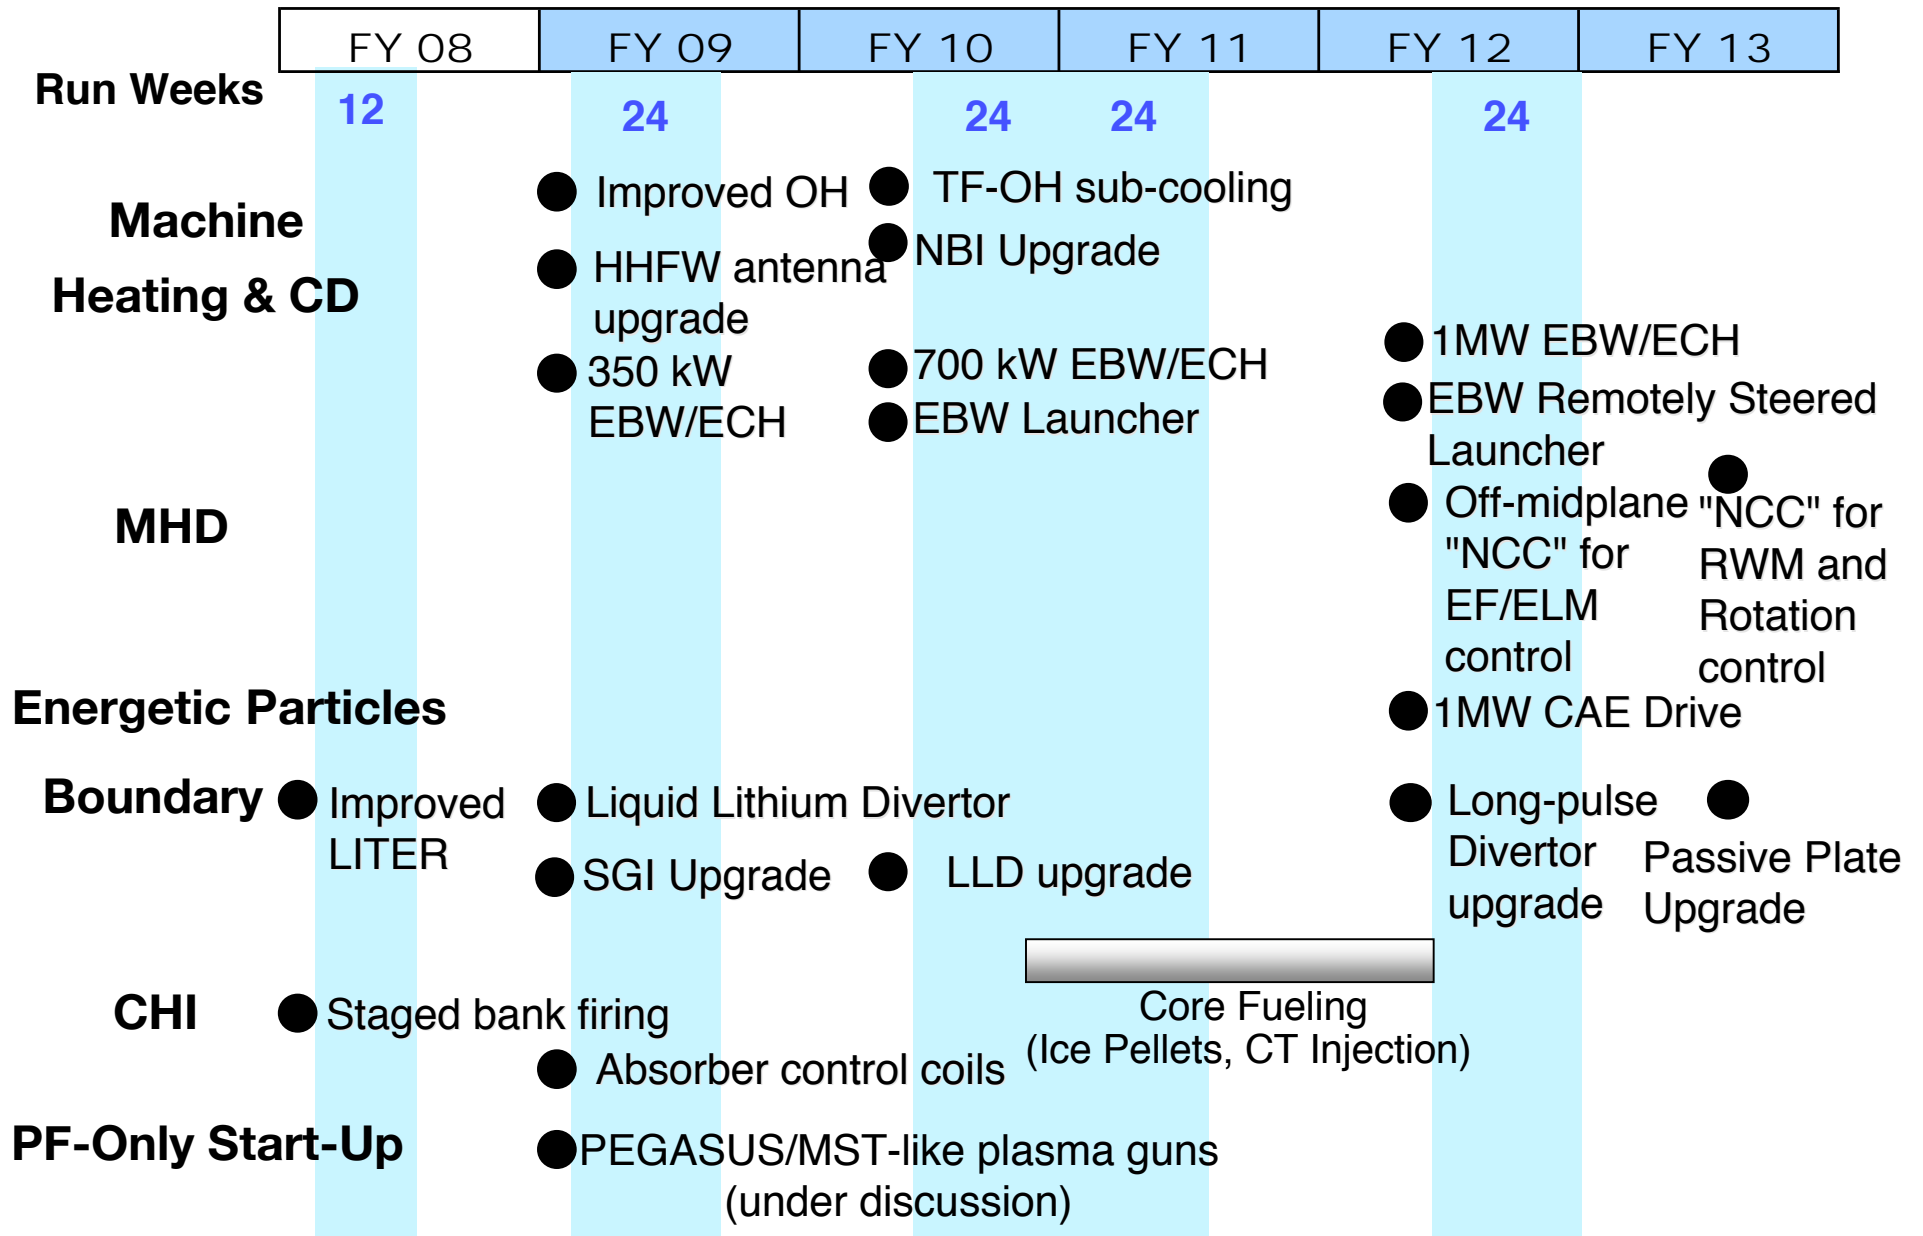 FY 08 FY 09 FY 10 FY 11 FY 12 FY 13
Run Weeks 12 24 24 24 24
Machine
Improved OH
TF-OH sub-cooling
Heating & CD
HHFW antenna
upgrade
NBI Upgrade
350 kW
EBW/ECH
700 kW EBW/ECH
EBW Launcher
1MW EBW/ECH
EBW Remotely Steered
Launcher
MHD
Off-midplane
"NCC" for
EF/ELM
control
"NCC" for
RWM and
Rotation
control
Energetic Particles
1MW CAE Drive
Boundary
Improved
LITER
Liquid Lithium Divertor
SGI Upgrade
LLD upgrade
Long-pulse
Divertor
upgrade
Passive Plate
Upgrade
Core Fueling
(Ice Pellets, CT Injection)
CHI
Staged bank firing
Absorber control coils
PF-Only Start-Up
PEGASUS/MST-like plasma guns
(under discussion)